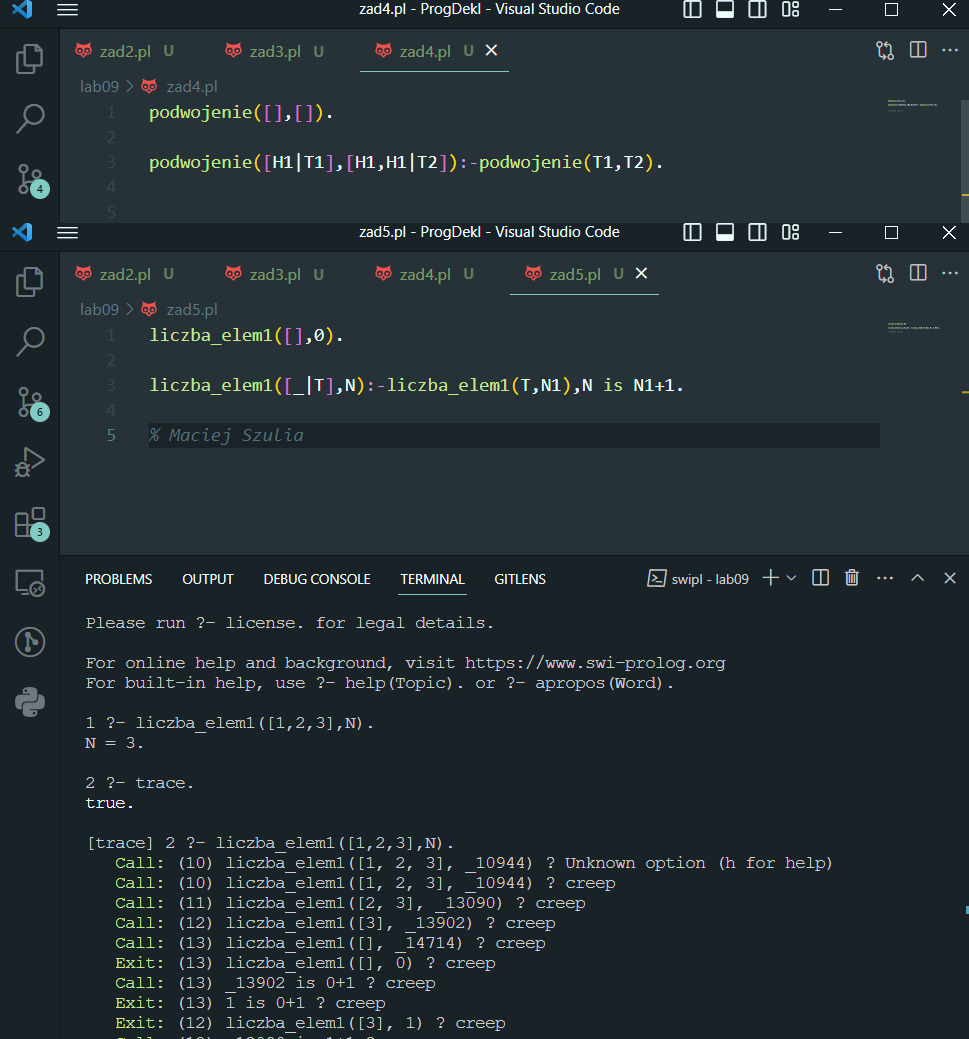 zad4.pl - ProgDekl - Visual Studio Code
zad2.pl U zad3.pl U zad4.pl U
lab09 > zad4.pl
1 podwojenie([],[]).
2
3 podwojenie([H1|T1],[H1,H1|T2]):-podwojenie(T1,T2).
4
4
5
zad5.pl - ProgDekl - Visual Studio Code
zad2.pl U zad3.pl U zad4.pl U zad5.pl U
lab09 > zad5.pl
1 liczba_elem1([],0).
2
3 liczba_elem1([_|T],N):-liczba_elem1(T,N1),N is N1+1.
6
4
5 % Maciej Szulia
3
PROBLEMS OUTPUT DEBUG CONSOLE TERMINAL GITLENS swipl - lab09
Please run ?- license. for legal details.
For online help and background, visit https://www.swi-prolog.org
For built-in help, use ?- help(Topic). or ?- apropos(Word).
1 ?- liczba_elem1([1,2,3],N).
N = 3.
2 ?- trace.
true.
[trace] 2 ?- liczba_elem1([1,2,3],N).
Call: (10) liczba_elem1([1, 2, 3], _10944) ? Unknown option (h for help)
Call: (10) liczba_elem1([1, 2, 3], _10944) ? creep
Call: (11) liczba_elem1([2, 3], _13090) ? creep
Call: (12) liczba_elem1([3], _13902) ? creep
Call: (13) liczba_elem1([], _14714) ? creep
Exit: (13) liczba_elem1([], 0) ? creep
Call: (13) _13902 is 0+1 ? creep
Exit: (13) 1 is 0+1 ? creep
Exit: (12) liczba_elem1([3], 1) ? creep